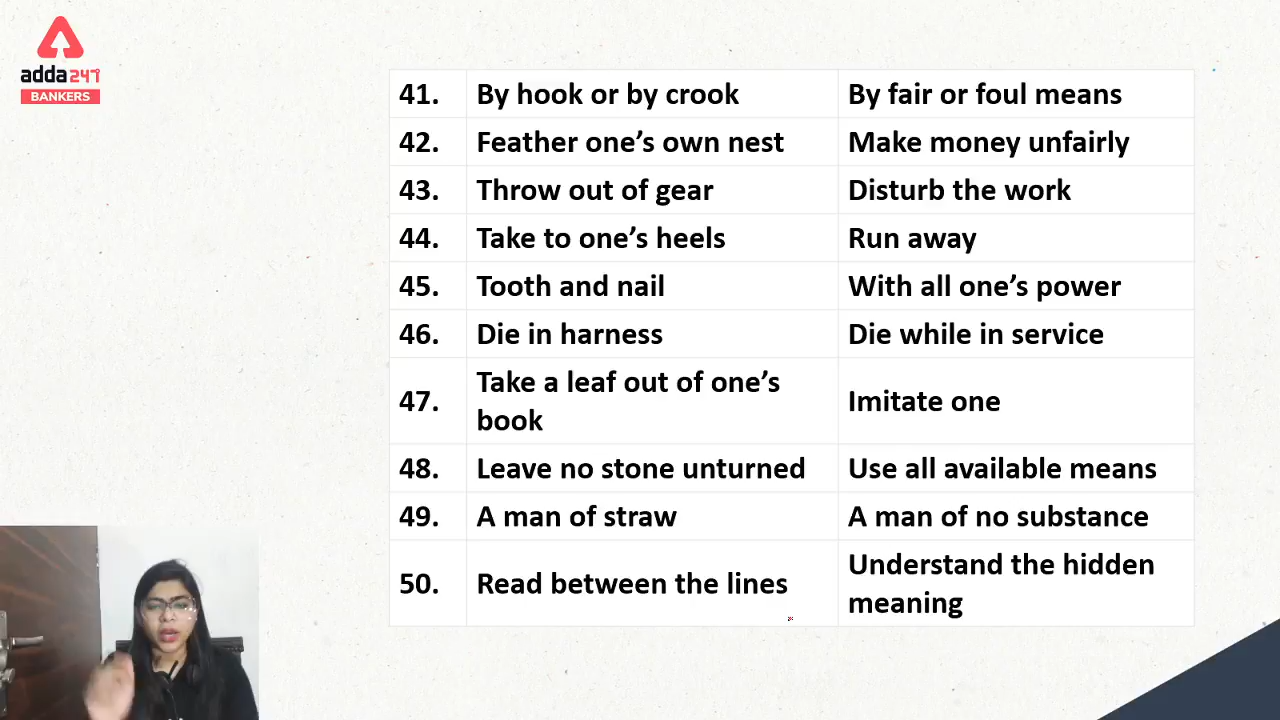 adda247
BANKERS
41. By hook or by crook By fair or foul means
42. Feather one’s own nest Make money unfairly
43. Throw out of gear Disturb the work
44. Take to one’s heels Run away
45. Tooth and nail With all one’s power
46. Die in harness Die while in service
47. Take a leaf out of one’s
book
Imitate one
48. Leave no stone unturned Use all available means
49. A man of straw A man of no substance
50. Read between the lines
Understand the hidden
meaning